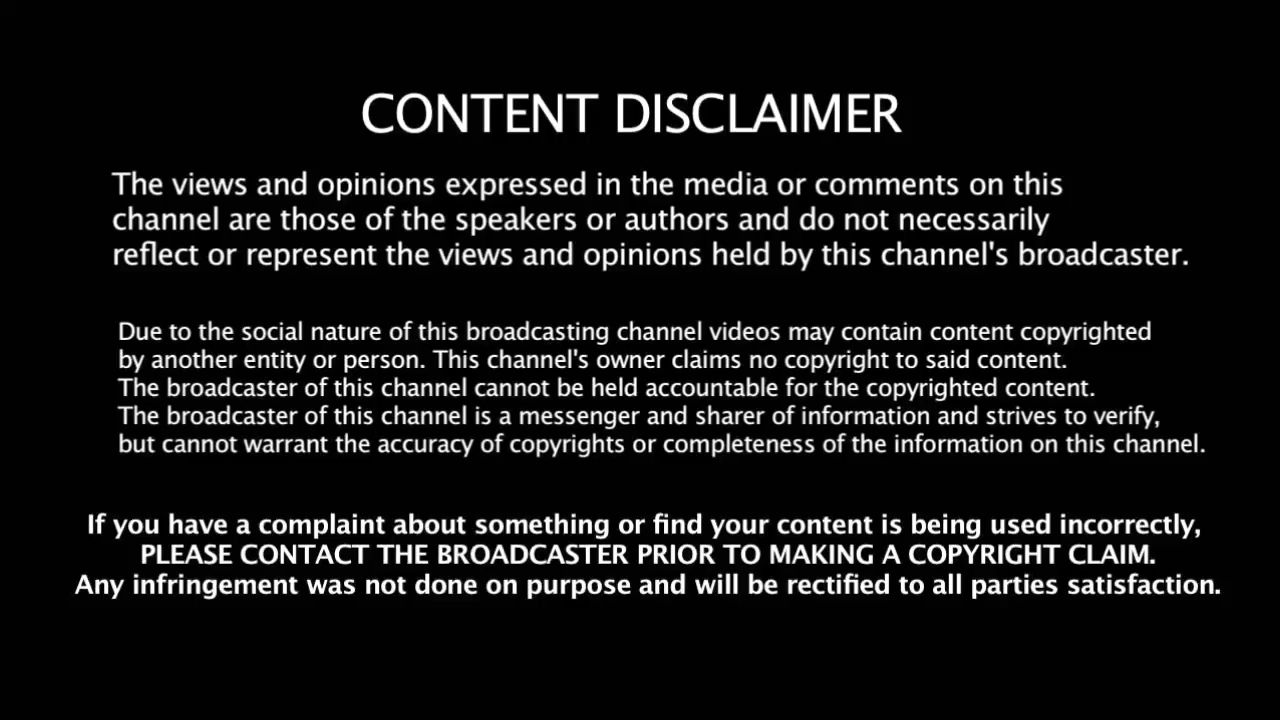 CONTENT DISCLAIMER
The views and opinions expressed in the media or comments on this
channel are those of the speakers or authors and do not necessarily
reflect or represent the views and opinions held by this channel's broadcaster.
Due to the social nature of this broadcasting channel videos may contain content copyrighted
by another entity or person. This channel's owner claims no copyright to said content.
The broadcaster of this channel cannot be held accountable for the copyrighted content.
The broadcaster of this channel is a messenger and sharer of information and strives to verify,
but cannot warrant the accuracy of copyrights or completeness of the information on this channel.
If you have a complaint about something or find your content is being used incorrectly,
PLEASE CONTACT THE BROADCASTER PRIOR TO MAKING A COPYRIGHT CLAIM.
Any infringement was not done on purpose and will be rectified to all parties satisfaction.